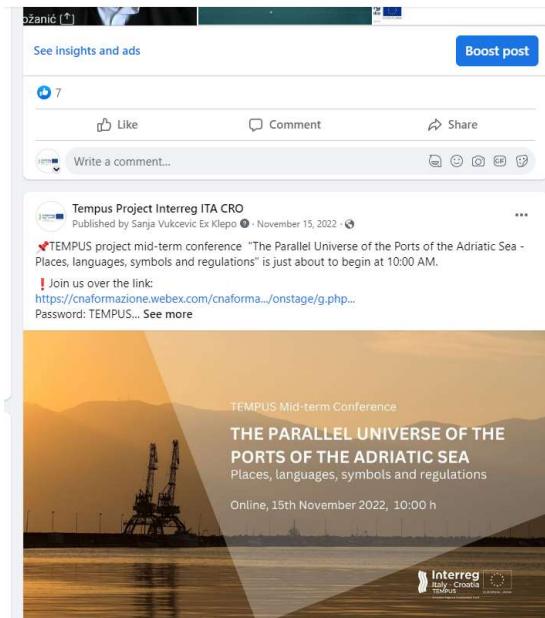 ožanić
See insights and ads
Boost post
7
Like
Comment
Share
Write a comment...
GIF
Tempus Project Interreg ITA CRO
Published by Sanja Vukcevic Ex Klepo · November 15, 2022 ·
📌TEMPUS project mid-term conference "The Parallel Universe of the Ports of the Adriatic Sea -
Places, languages, symbols and regulations" is just about to begin at 10:00 AM.
❗Join us over the link:
https://cnaformazione.webex.com/cnaforma.../onstage/g.php...
Password: TEMPUS... See more
TEMPUS Mid-term Conference
THE PARALLEL UNIVERSE OF THE
PORTS OF THE ADRIATIC SEA
Places, languages, symbols and regulations
Online, 15th November 2022, 10:00 h
Interreg
Italy - Croatia
TEMPUS